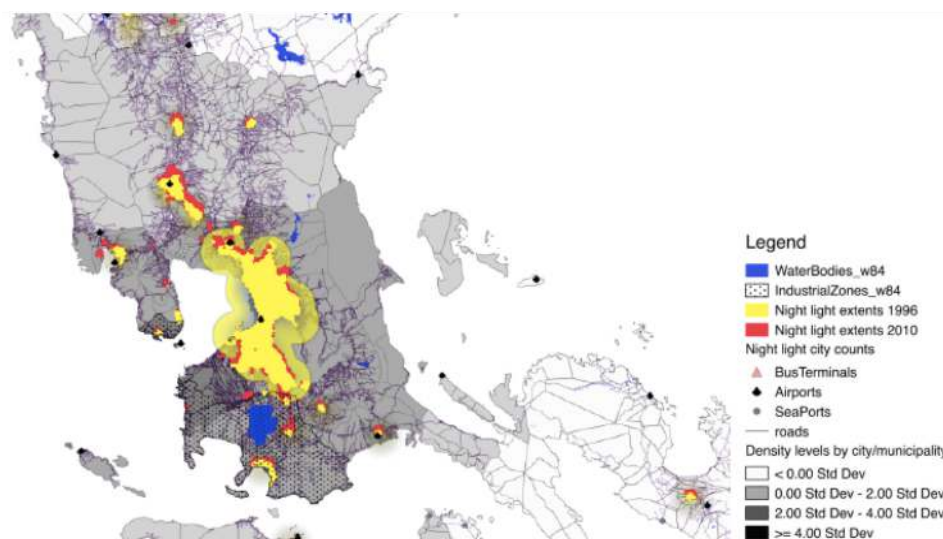 Legend
WaterBodies_w84
IndustrialZones_w84
Night light extents 1996
Night light extents 2010
Night light city counts
BusTerminals
Airports
SeaPorts
roads
Density levels by city/municipality
< 0.00 Std Dev
0.00 Std Dev - 2.00 Std Dev
2.00 Std Dev - 4.00 Std Dev
>= 4.00 Std Dev